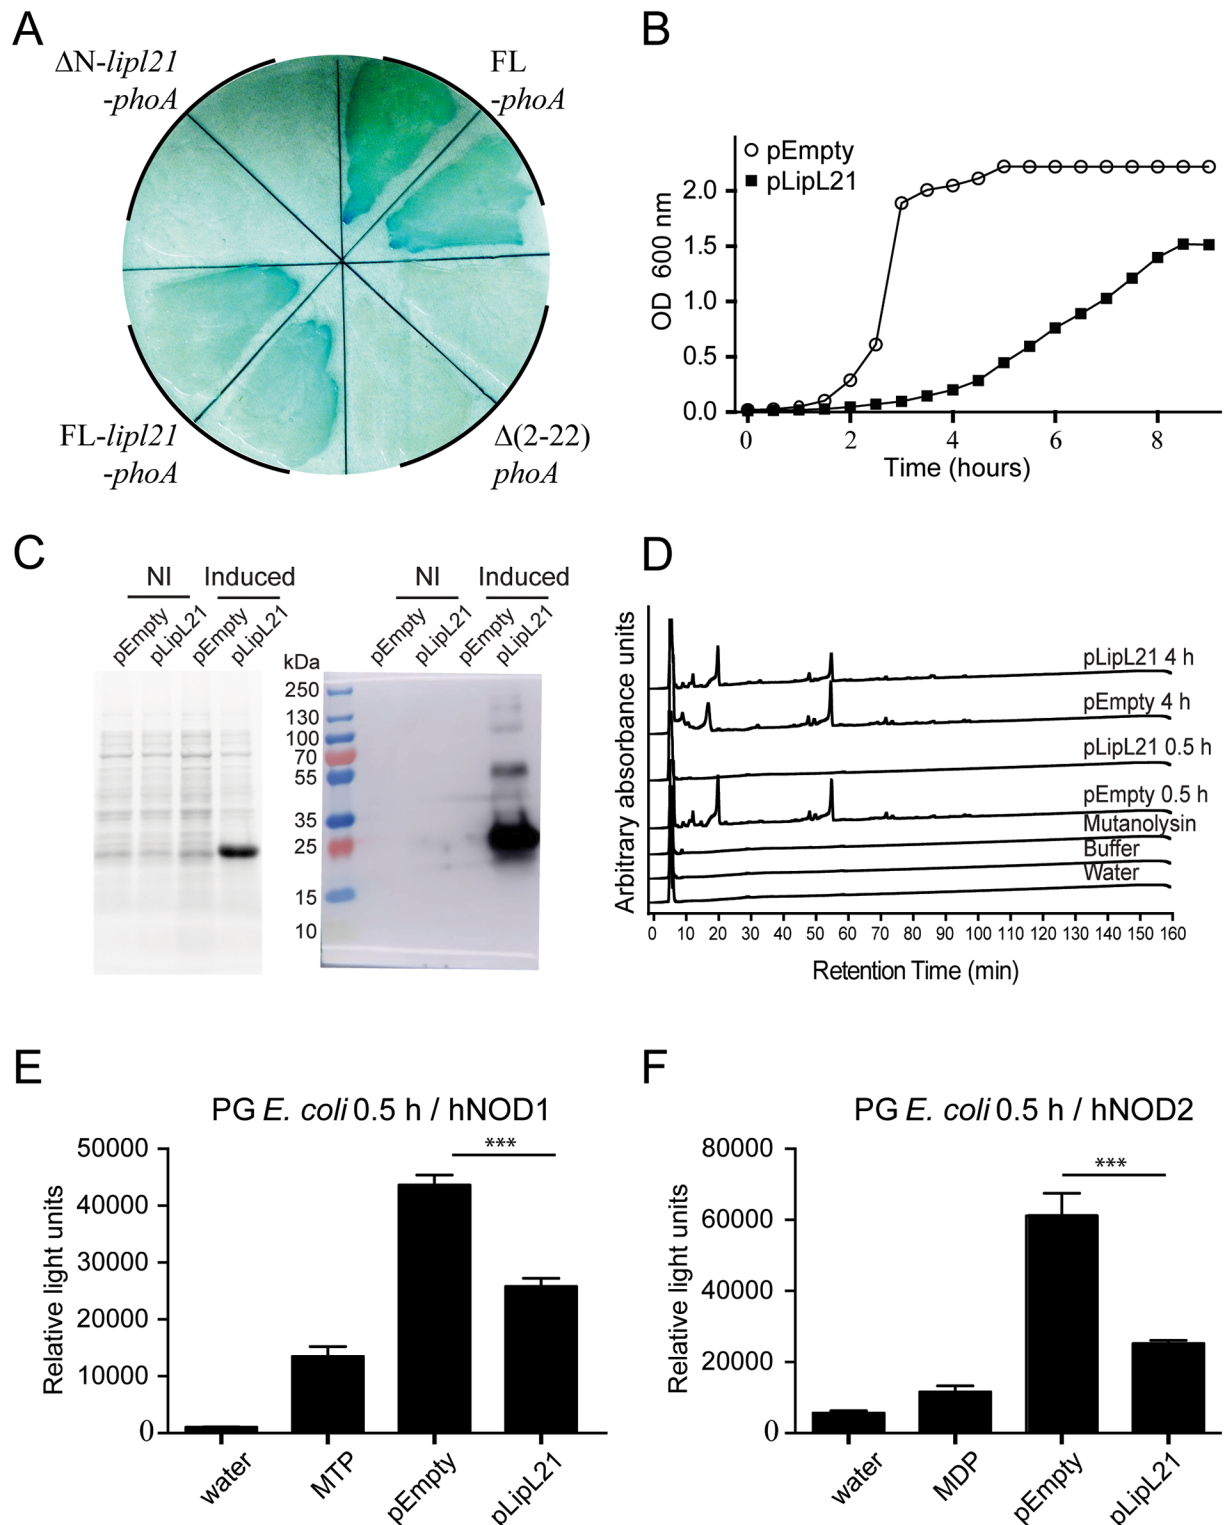 A
ΔN-lipl21
-phoA
FL
-phoA
FL-lipl21
-phoA
Δ(2-22)
phoA
B
pEmpty
pLipL21
OD 600 nm
2.0
1.5
1.0
0.5
0.0
0 2 4 6 8
Time (hours)
C
NI Induced
pEmpty pLipL21 pEmpty pLipL21
NI Induced
pEmpty pLipL21 pEmpty pLipL21
kDa
250
130
100
70
55
35
25
15
10
D
Arbitrary absorbance units
pLipL21 4 h
pEmpty 4 h
pLipL21 0.5 h
pEmpty 0.5 h
Mutanolysin
Buffer
Water
0 10 20 30 40 50 60 70 80 90 100 110 120 130 140 150 160
Retention Time (min)
E
PG E. coli 0.5 h / hNOD1
Relative light units
50000
40000
30000
20000
10000
0
***
water MTP pEmpty pLipL21
F
PG E. coli 0.5 h / hNOD2
Relative light units
80000
60000
40000
20000
0
***
water MDP pEmpty pLipL21